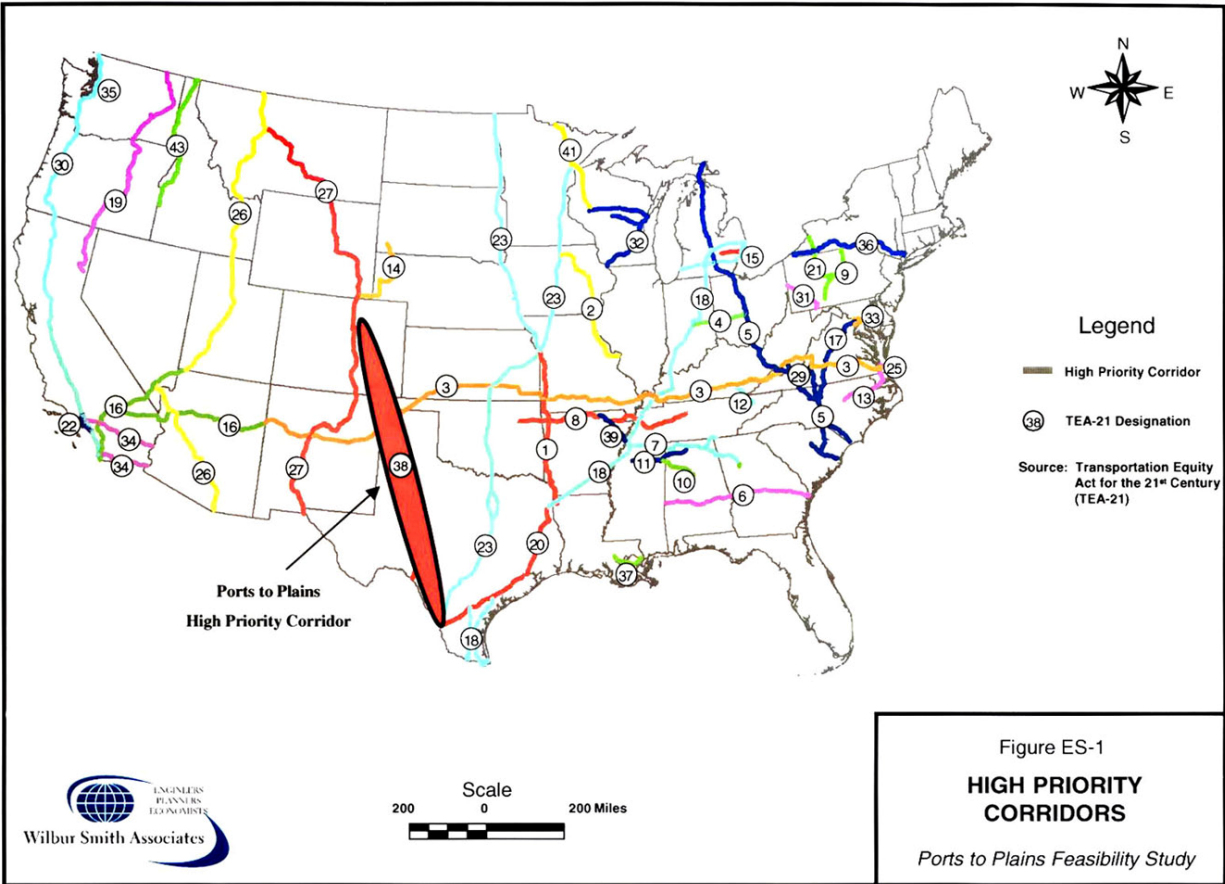 N
W E
S
35
43
30
19
26
27
14
23
41
32
23
2
15
18
4
5
21
9
36
31
33
17
3
25
29
13
5
3
3
12
16
16
22
34
34
26
27
38
8
39
1
7
11
10
18
6
23
20
37
18
Ports to Plains
High Priority Corridor
Legend
High Priority Corridor
38 TEA-21 Designation
Source: Transportation Equity
Act for the 21st Century
(TEA-21)
ENGINEERS
PLANNERS
ECONOMISTS
Wilbur Smith Associates
Scale
200 0 200 Miles
Figure ES-1
HIGH PRIORITY
CORRIDORS
Ports to Plains Feasibility Study